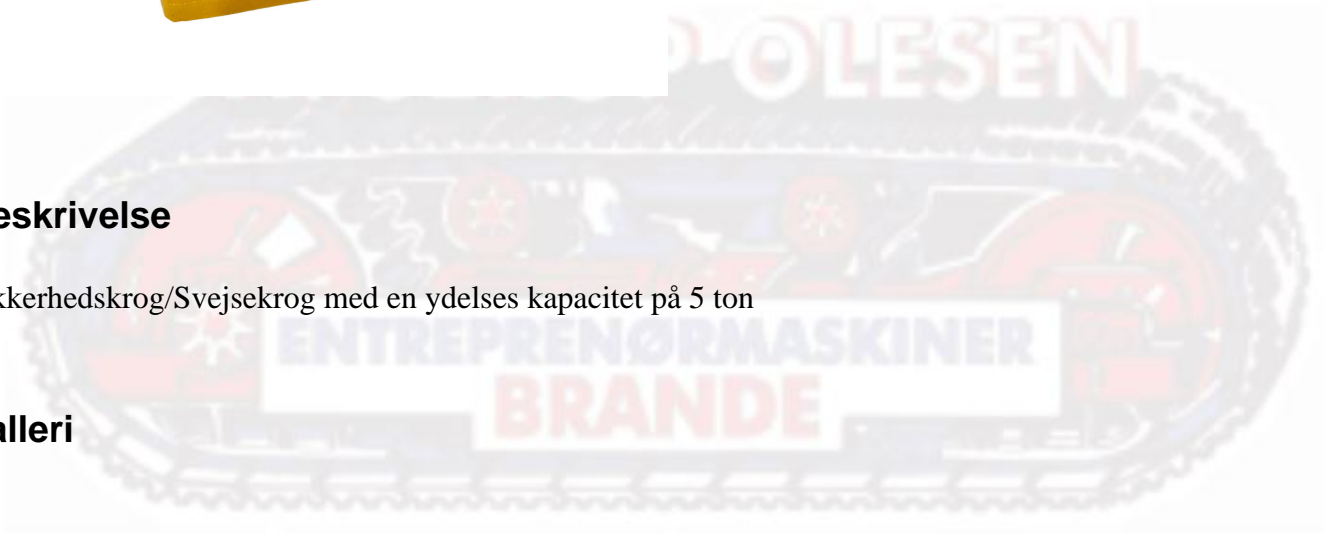 P OLESEN
eskrivelse
kkerhedskrog/Svejsekrog med en ydelses kapacitet på 5 ton
ENTREPRENØRMASKINER
BRANDE
alleri